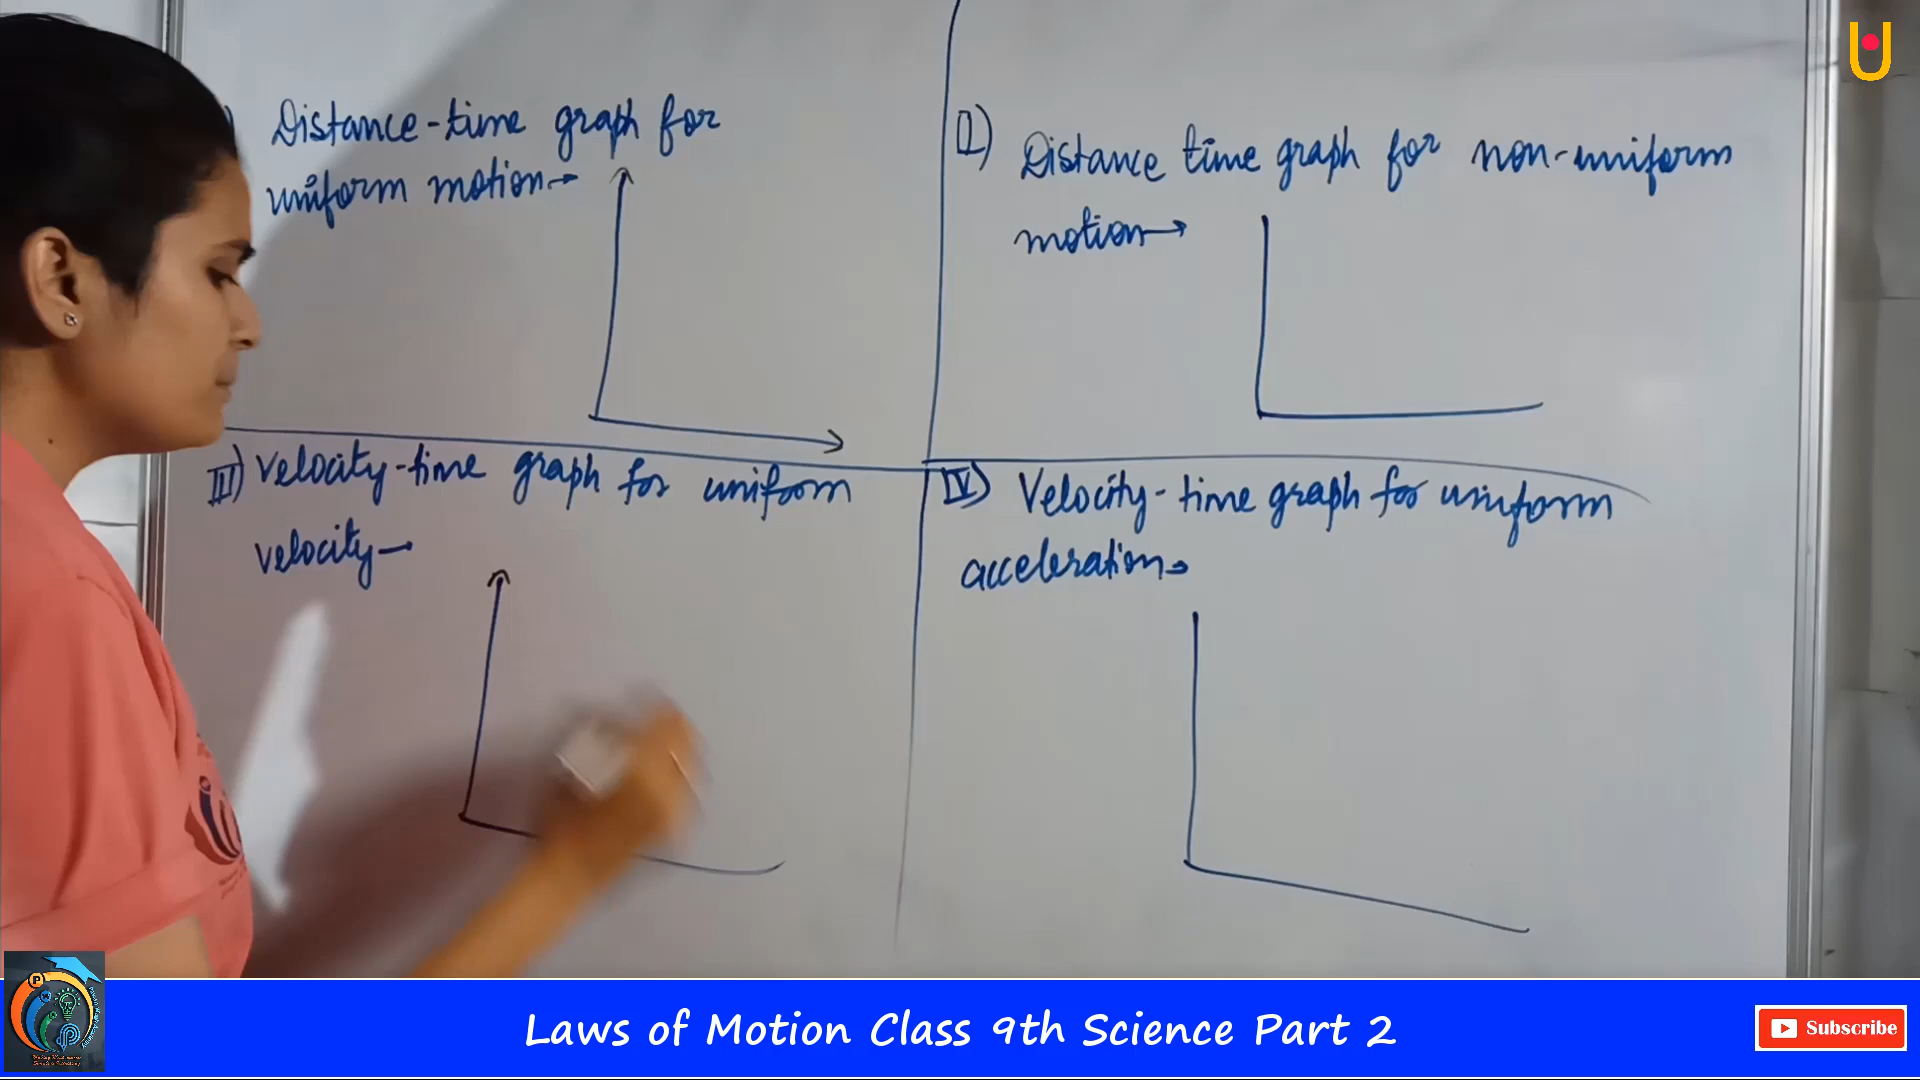 Distance-time graph for
uniform motion→
II) Distance time graph for non-uniform
motion→
III) Velocity-time graph for uniform
velocity→
IV) Velocity-time graph for uniform
acceleration→
Laws of Motion Class 9th Science Part 2
Subscribe